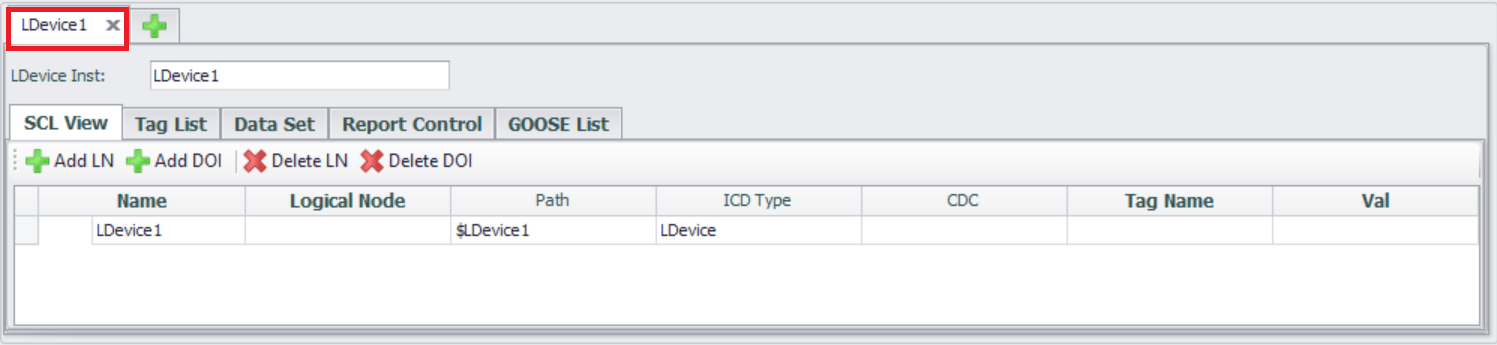 LDevice1
LDevice Inst: LDevice1
SCL View Tag List Data Set Report Control GOOSE List
Add LN Add DOI Delete LN Delete DOI
Name Logical Node Path ICD Type CDC Tag Name Val
LDevice1 $LDevice1 LDevice